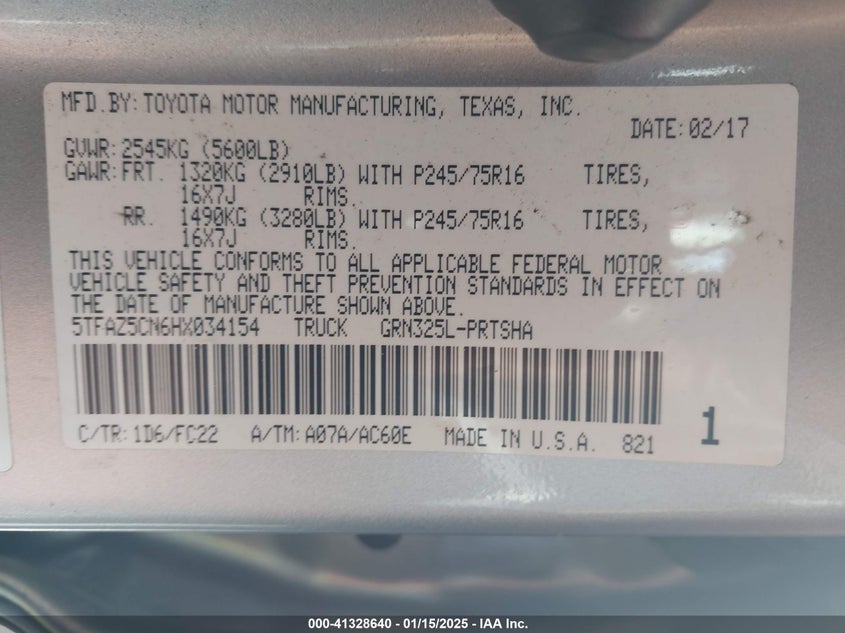 MFD.BY:TOYOTA MOTOR MANUFACTURING, TEXAS, INC.
DATE:02/17
GVWR:2545KG (5600LB)
GAWR:FRT. 1320KG (2910LB) WITH P245/75R16 TIRES,
16X7J RIMS.
RR. 1490KG (3280LB) WITH P245/75R16 TIRES,
16X7J RIMS.
THIS VEHICLE CONFORMS TO ALL APPLICABLE FEDERAL MOTOR
VEHICLE SAFETY AND THEFT PREVENTION STANDARDS IN EFFECT ON
THE DATE OF MANUFACTURE SHOWN ABOVE.
5TFAZ5CN6HX034154 TRUCK GRN325L-PRTSHA
C/TR:1D6/FC22 A/TM:A07A/AC60E MADE IN U.S.A. 821 1
000-41328640 - 01/15/2025 - IAA Inc.